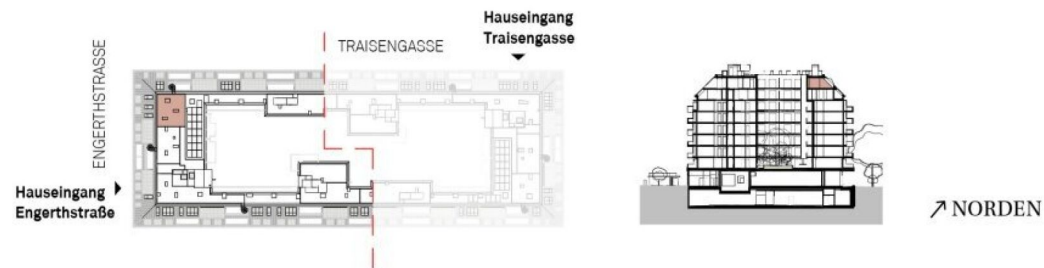 Hauseingang
Traisengasse
TRAISENGASSE
ENGERTHSTRASSE
Hauseingang
Engerthstraße
↗ NORDEN